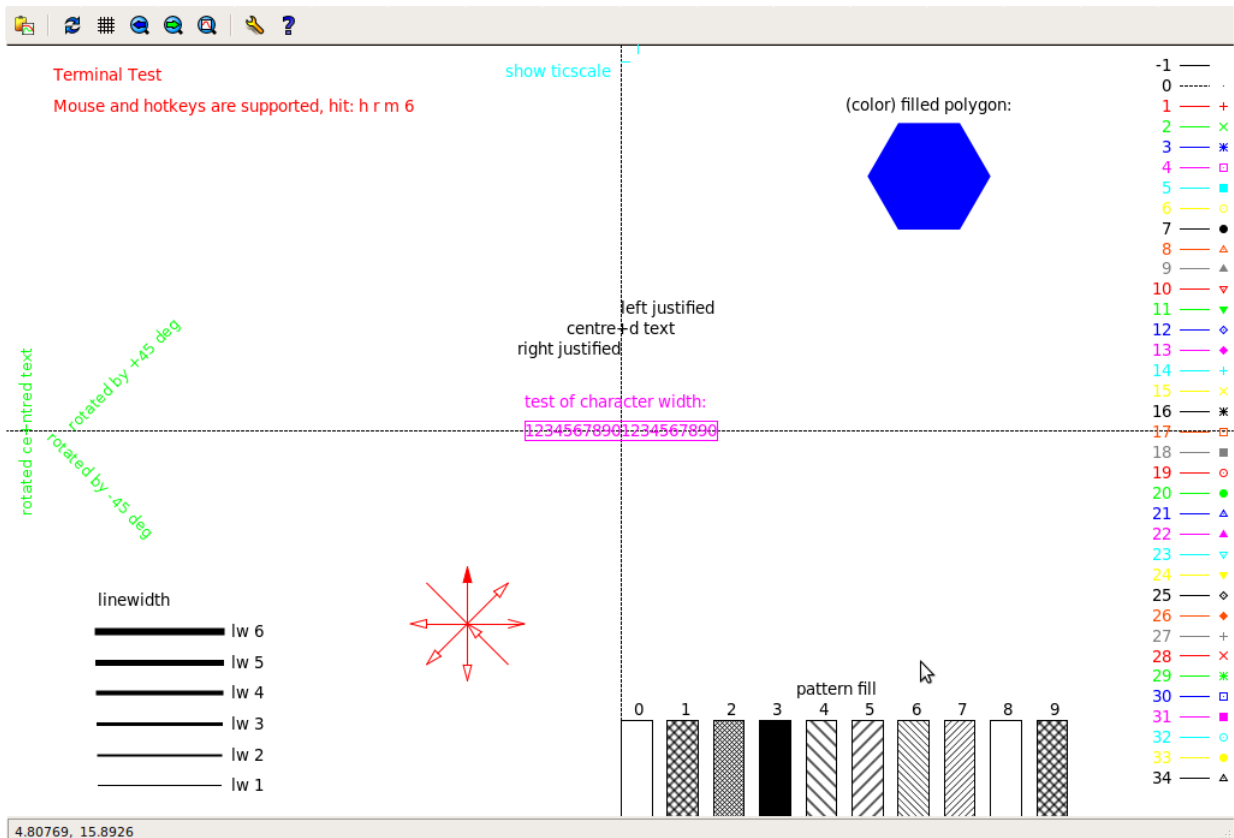 Terminal Test
Mouse and hotkeys are supported, hit: h r m 6
show ticscale
(color) filled polygon:
left justified
centre+d text
right justified
test of character width:
12345678901234567890
rotated ce+ntred text
rotated by +45 deg
rotated by -45 deg
linewidth
lw 6
lw 5
lw 4
lw 3
lw 2
lw 1
pattern fill
0 1 2 3 4 5 6 7 8 9
-1
0
1
2
3
4
5
6
7
8
9
10
11
12
13
14
15
16
17
18
19
20
21
22
23
24
25
26
27
28
29
30
31
32
33
34
4.80769, 15.8926